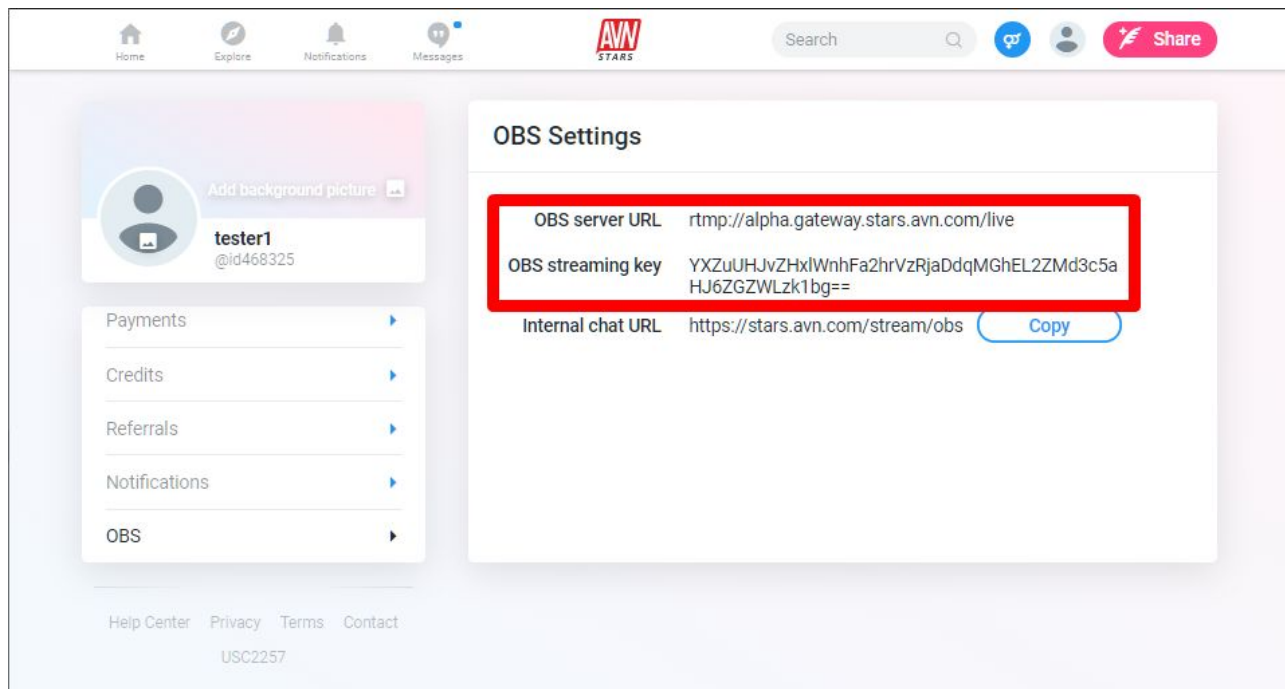 Home
Explore
Notifications
Messages
AVN
STARS
Search
Share
Add background picture
tester1
@id468325
Payments
Credits
Referrals
Notifications
OBS
Help Center Privacy Terms Contact
USC2257
OBS Settings
OBS server URL rtmp://alpha.gateway.stars.avn.com/live
OBS streaming key YXZuUHJvZHxlWnhFa2hrVzRjaDdqMGhEL2ZMd3c5a
HJ6ZGZWLzk1bg==
Internal chat URL https://stars.avn.com/stream/obs Copy